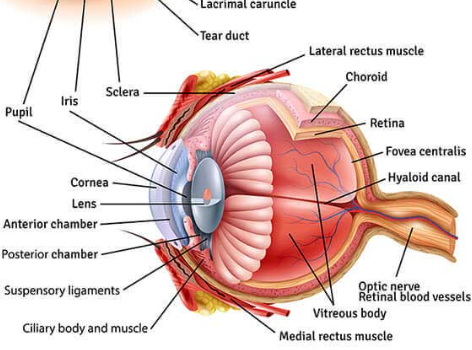 Lacrimal caruncle
Tear duct
Lateral rectus muscle
Choroid
Sclera
Iris
Pupil
Retina
Fovea centralis
Hyaloid canal
Cornea
Lens
Anterior chamber
Posterior chamber
Suspensory ligaments
Optic nerve
Retinal blood vessels
Vitreous body
Ciliary body and muscle
Medial rectus muscle